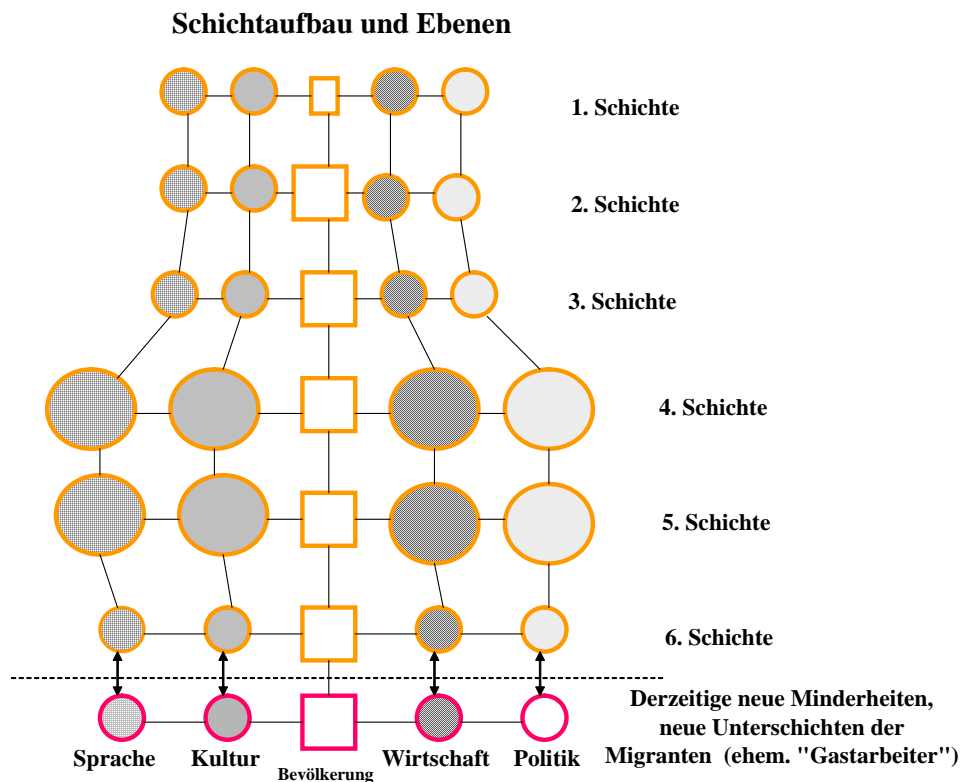 Schichtaufbau und Ebenen
1. Schichte
2. Schichte
3. Schichte
4. Schichte
5. Schichte
6. Schichte
Derzeitige neue Minderheiten,
neue Unterschichten der
Migranten (ehem. "Gastarbeiter")
Sprache Kultur Bevölkerung Wirtschaft Politik